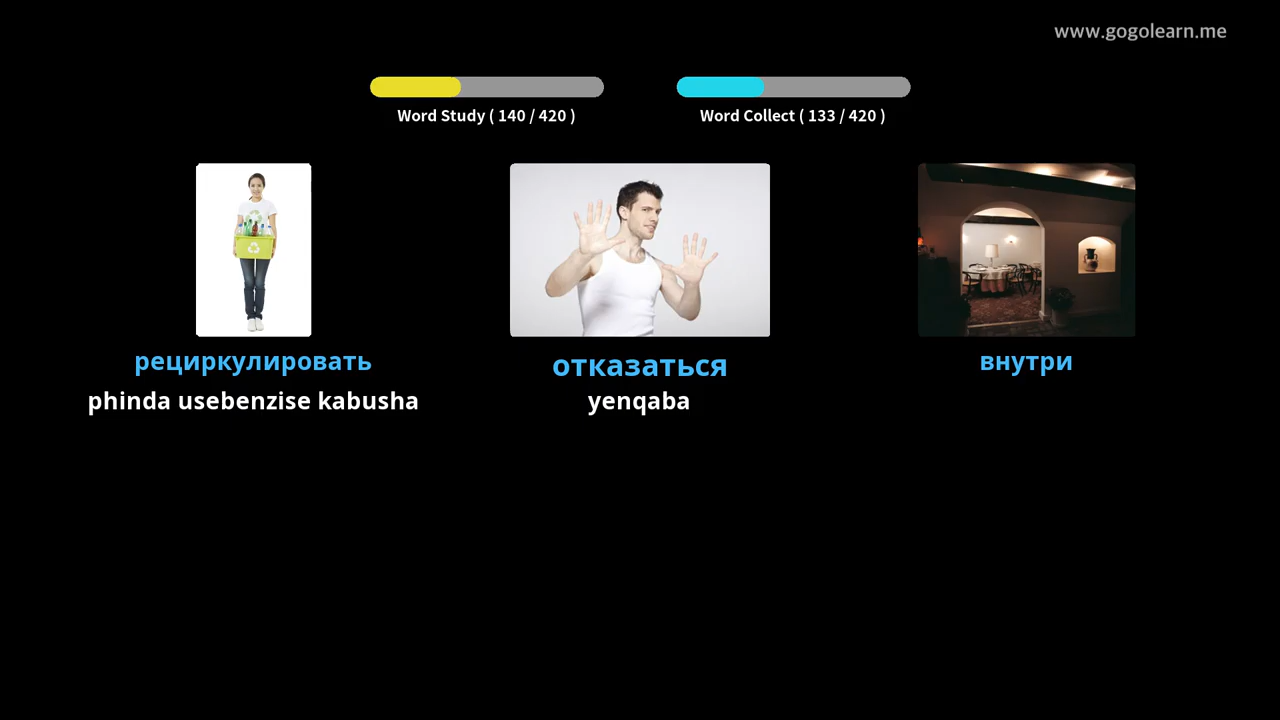 www.gogolearn.me
Word Study ( 140 / 420 )
Word Collect ( 133 / 420 )
рециркулировать
отказаться
внутри
phinda usebenzise kabusha
yenqaba